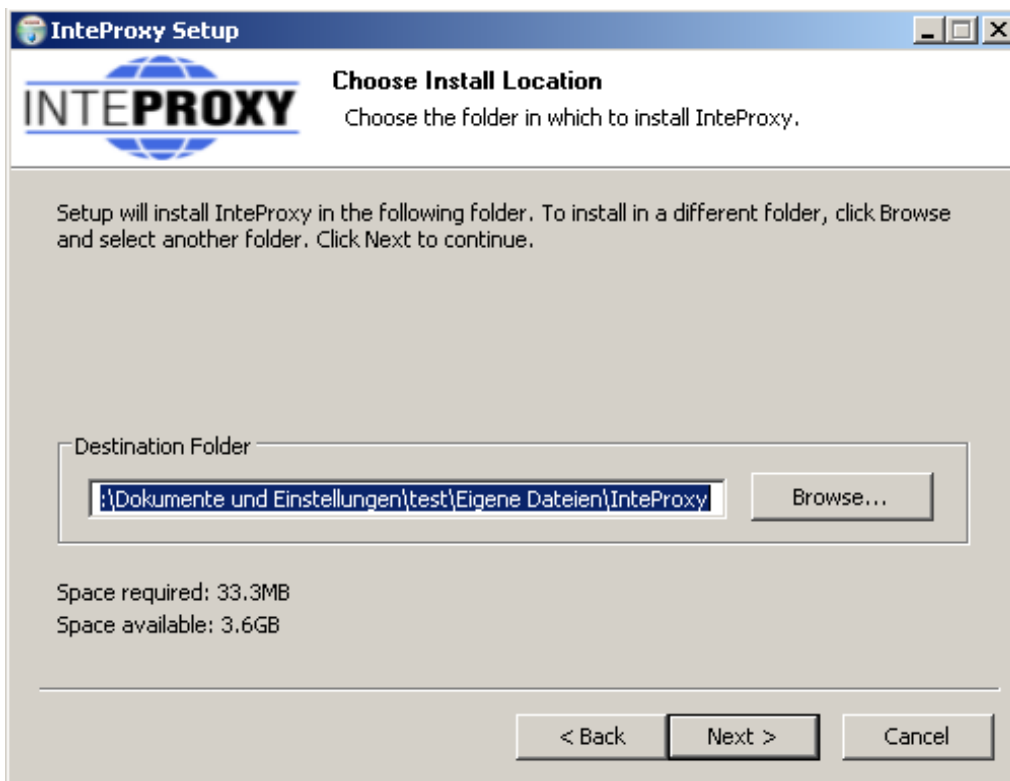 InteProxy Setup
INTEPROXY
Choose Install Location
Choose the folder in which to install InteProxy.
Setup will install InteProxy in the following folder. To install in a different folder, click Browse
and select another folder. Click Next to continue.
Destination Folder
:\Dokumente und Einstellungen\test\Eigene Dateien\InteProxy
Browse...
Space required: 33.3MB
Space available: 3.6GB
< Back
Next >
Cancel